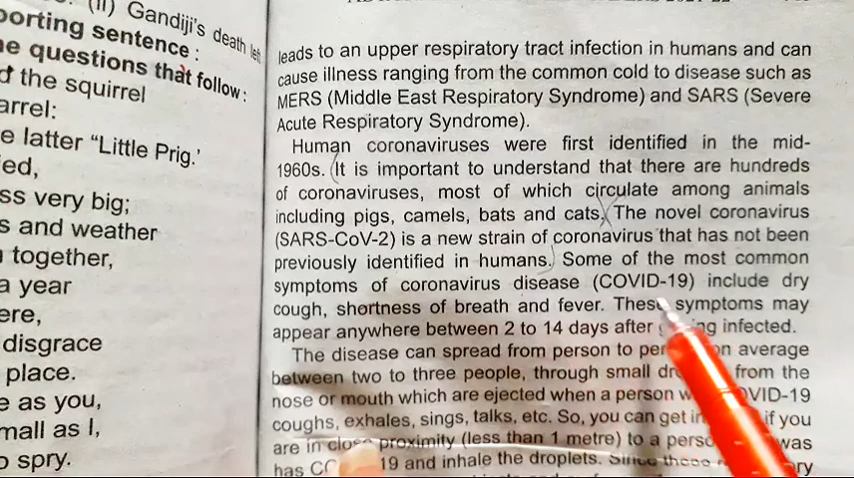 (II) Gandiji's death left
porting sentence :
e questions that follow:
d the squirrel
arrel:
e latter “Little Prig.’
ed,
ss very big;
s and weather
together,
a year
ere,
disgrace
place.
e as you,
mall as I,
o spry.
leads to an upper respiratory tract infection in humans and can
cause illness ranging from the common cold to disease such as
MERS (Middle East Respiratory Syndrome) and SARS (Severe
Acute Respiratory Syndrome).
Human coronaviruses were first identified in the mid-
1960s. It is important to understand that there are hundreds
of coronaviruses, most of which circulate among animals
including pigs, camels, bats and cats. The novel coronavirus
(SARS-CoV-2) is a new strain of coronavirus that has not been
previously identified in humans. Some of the most common
symptoms of coronavirus disease (COVID-19) include dry
cough, shortness of breath and fever. These symptoms may
appear anywhere between 2 to 14 days after infected.
The disease can spread from person to on average
between two to three people, through small from the
nose or mouth which are ejected when a person COVID-19
coughs, exhales, sings, talks, etc. So, you can get if you
are in close proximity (less than 1 metre) to a was
has 19 and inhale the droplets. Since these